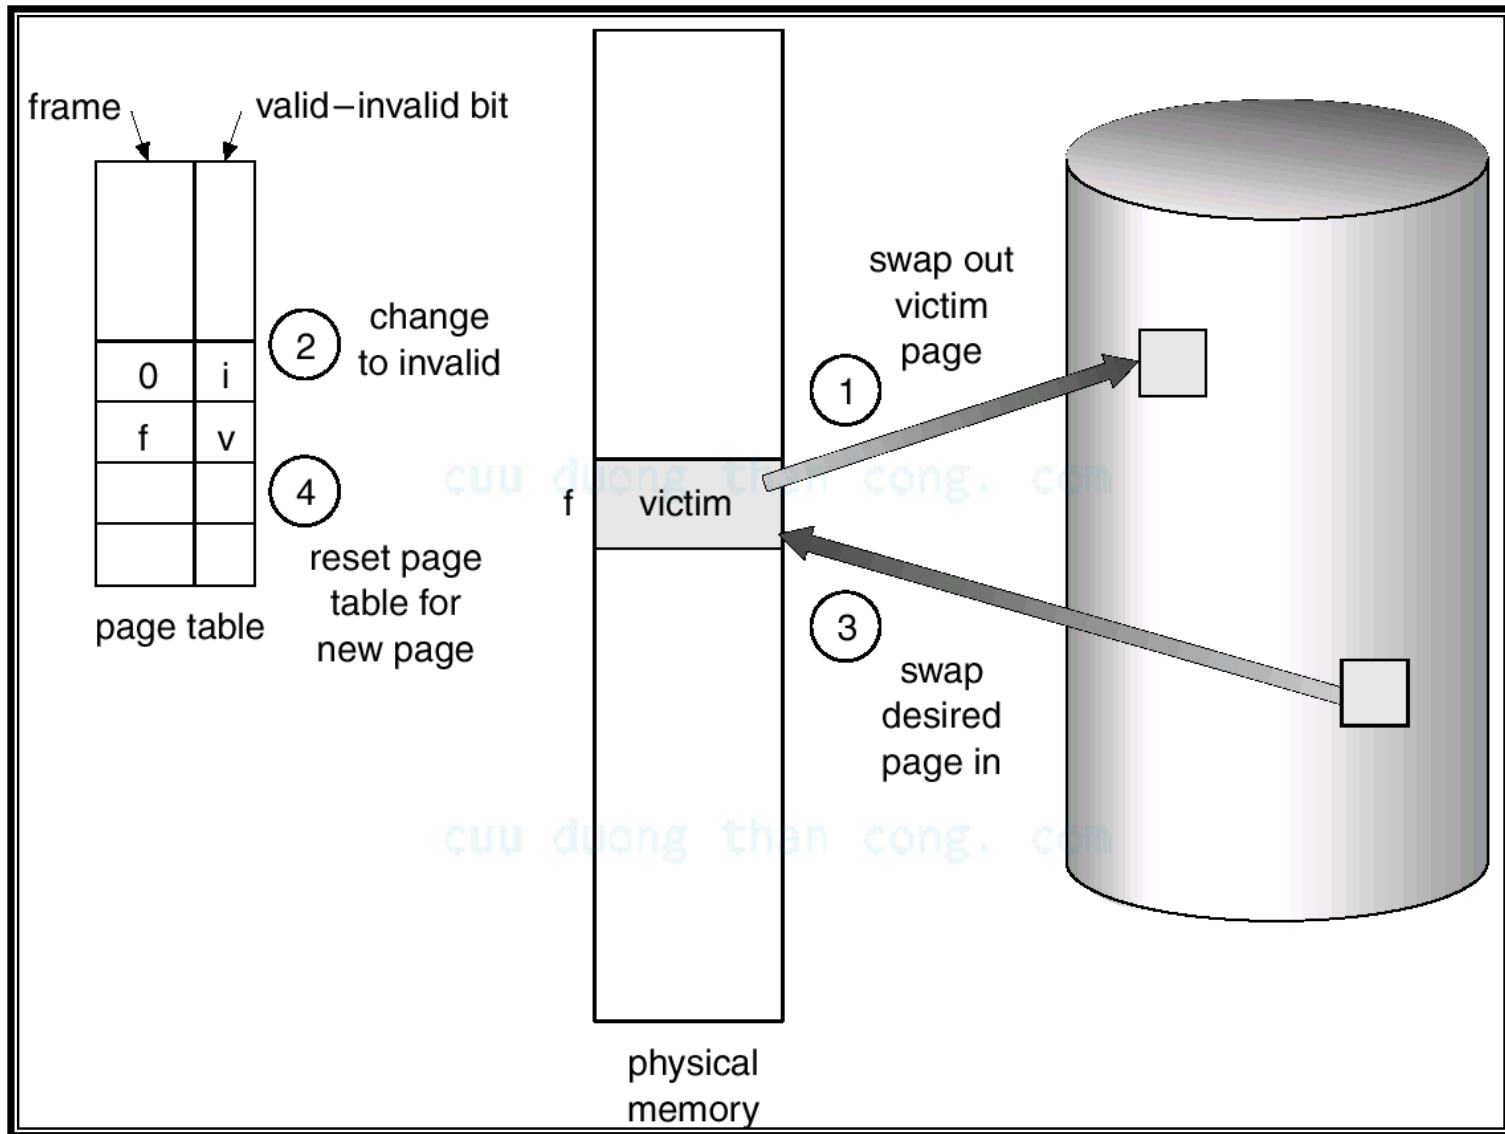 frame
valid–invalid bit
0 i
f v
page table
2
change
to invalid
4
reset page
table for
new page
f
victim
physical
memory
1
swap out
victim
page
3
swap
desired
page in
cuu duong than cong. com
cuu duong than cong. com